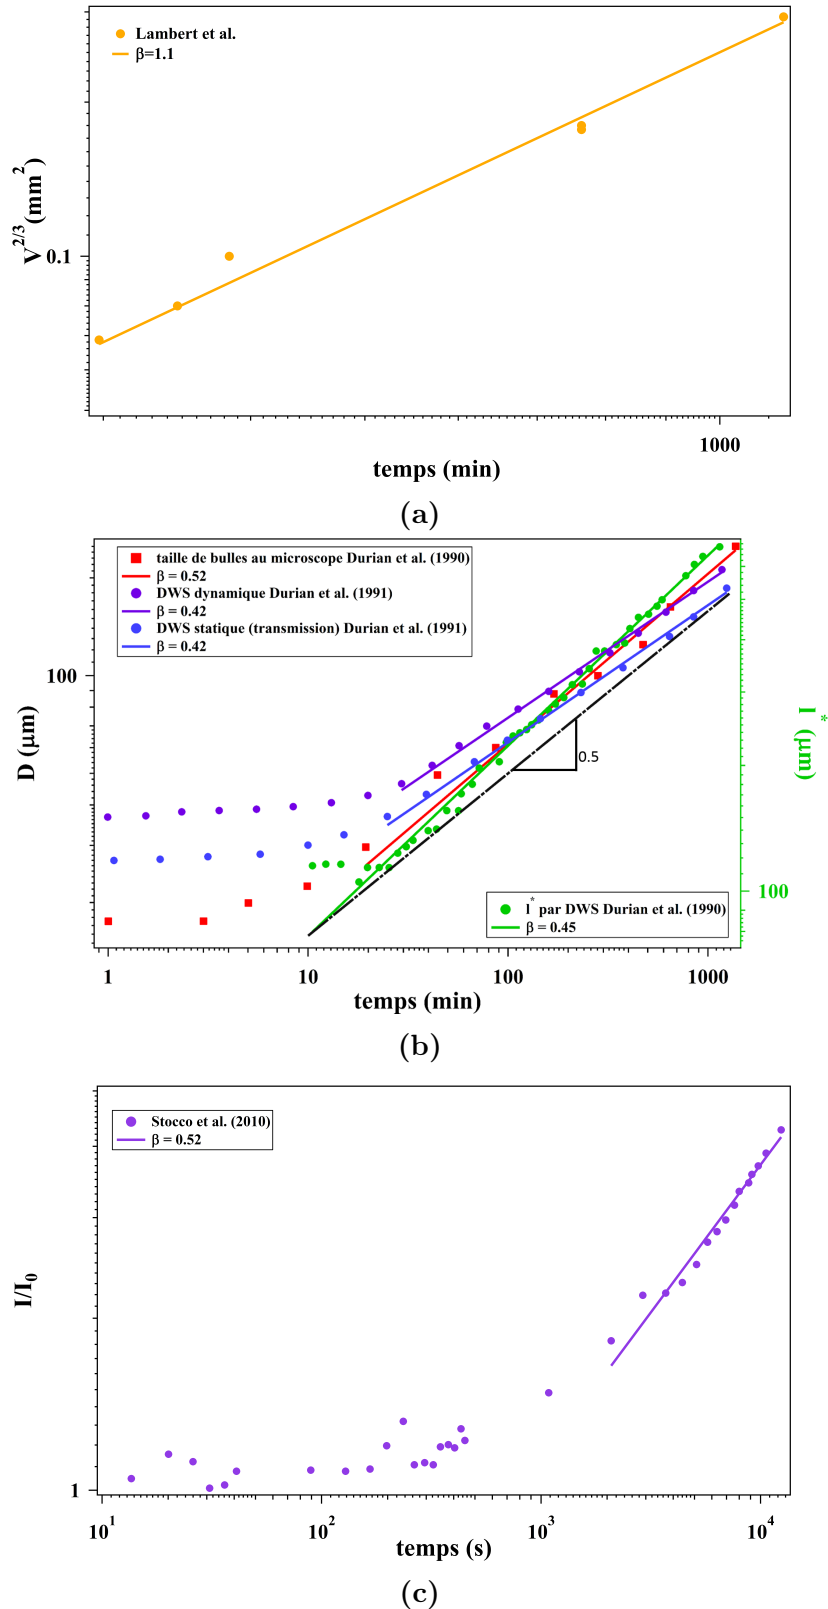 Lambert et al.
β=1.1
V^{2/3}(mm^2)
0.1
1000
temps (min)
(a)
taille de bulles au microscope Durian et al. (1990)
β = 0.52
DWS dynamique Durian et al. (1991)
β = 0.42
DWS statique (transmission) Durian et al. (1991)
β = 0.42
100
D (μm)
l^* (μm)
0.5
100
l^* par DWS Durian et al. (1990)
β = 0.45
1 10 100 1000
temps (min)
(b)
Stocco et al. (2010)
β = 0.52
I/I_0
1
10^1 10^2 10^3 10^4
temps (s)
(c)